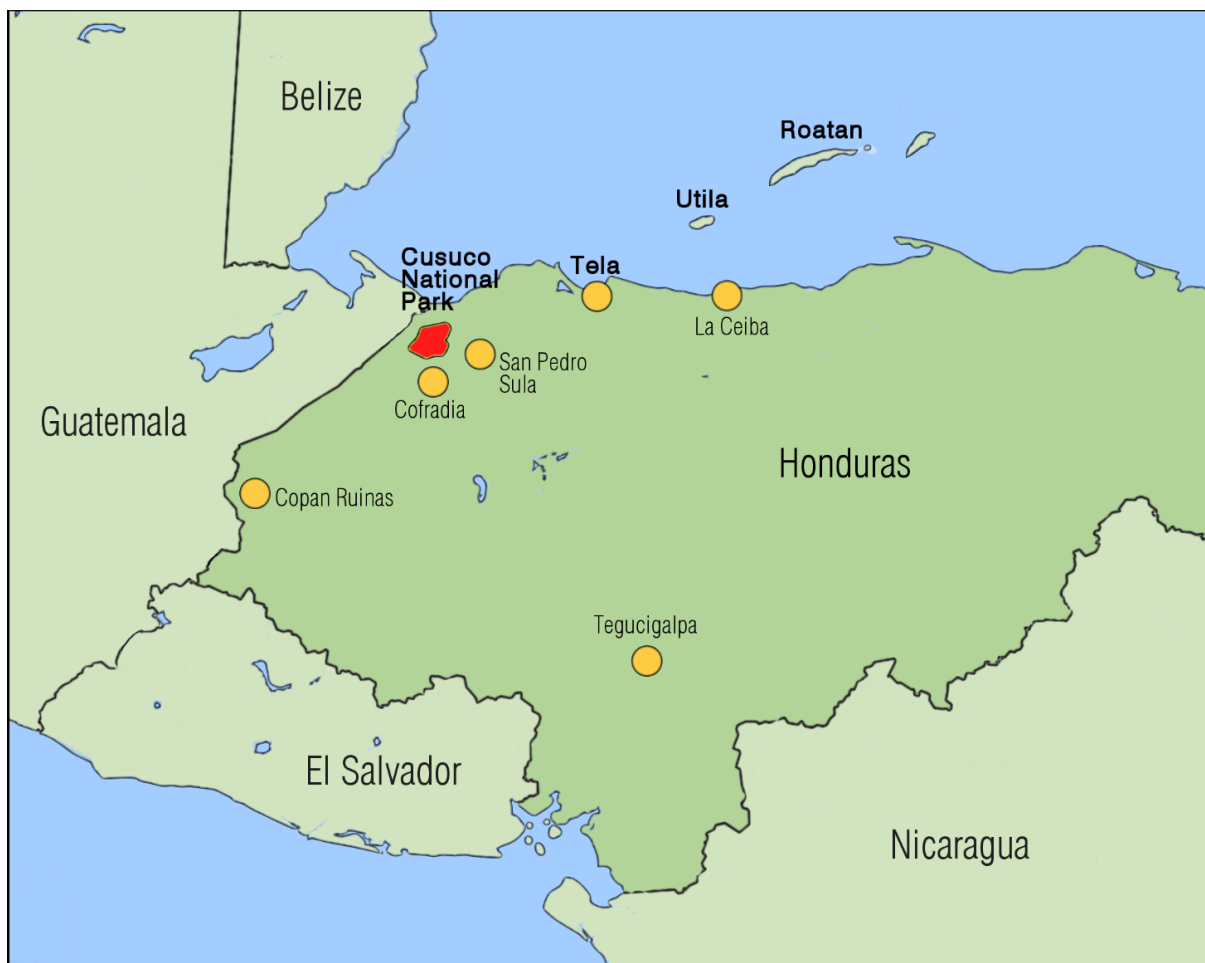 Belize
Roatan
Utila
Cusuco
National
Park
Tela
La Ceiba
San Pedro
Sula
Cofradia
Guatemala
Honduras
Copan Ruinas
Tegucigalpa
El Salvador
Nicaragua